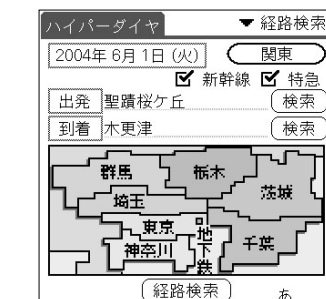 ハイパーダイヤ ▼ 経路検索
2004年 6月 1日 (火) 関東
☑ 新幹線 ☑ 特急
出発 聖蹟桜ケ丘 検索
到着 木更津 検索
群馬 栃木
茨城
埼玉
東京
神奈川 地下鉄 千葉
経路検索 あ